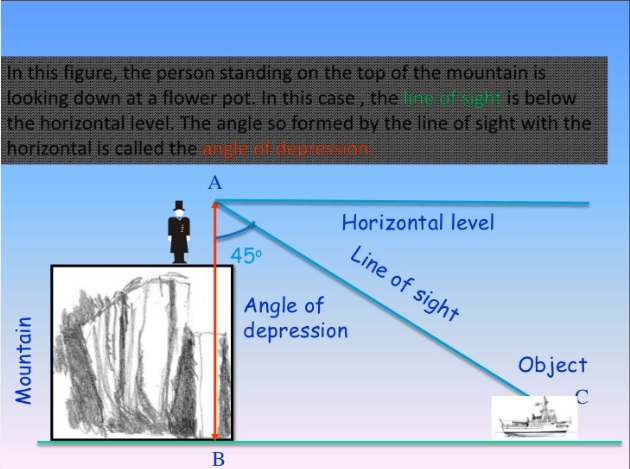 In this figure, the person standing on the top of the mountain is
looking down at a flower pot. In this case , the line of sight is below
the horizontal level. The angle so formed by the line of sight with the
horizontal is called the angle of depression.
A
Horizontal level
45°
Line of sight
Angle of
depression
Mountain
Object
C
B